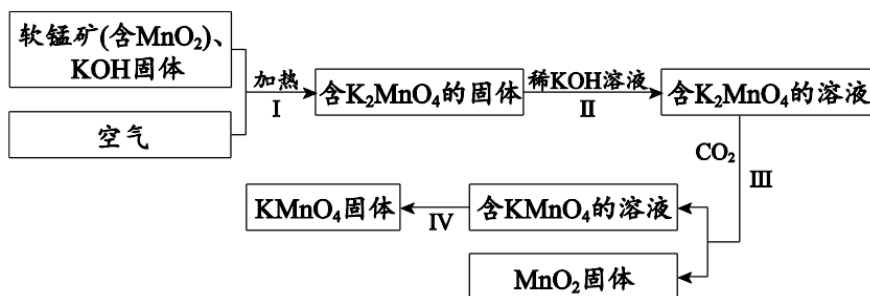 软锰矿(含MnO₂)、
KOH固体
空气
加热
I
含K₂MnO₄的固体
稀KOH溶液
II
含K₂MnO₄的溶液
CO₂
III
KMnO₄固体
IV
含KMnO₄的溶液
MnO₂固体